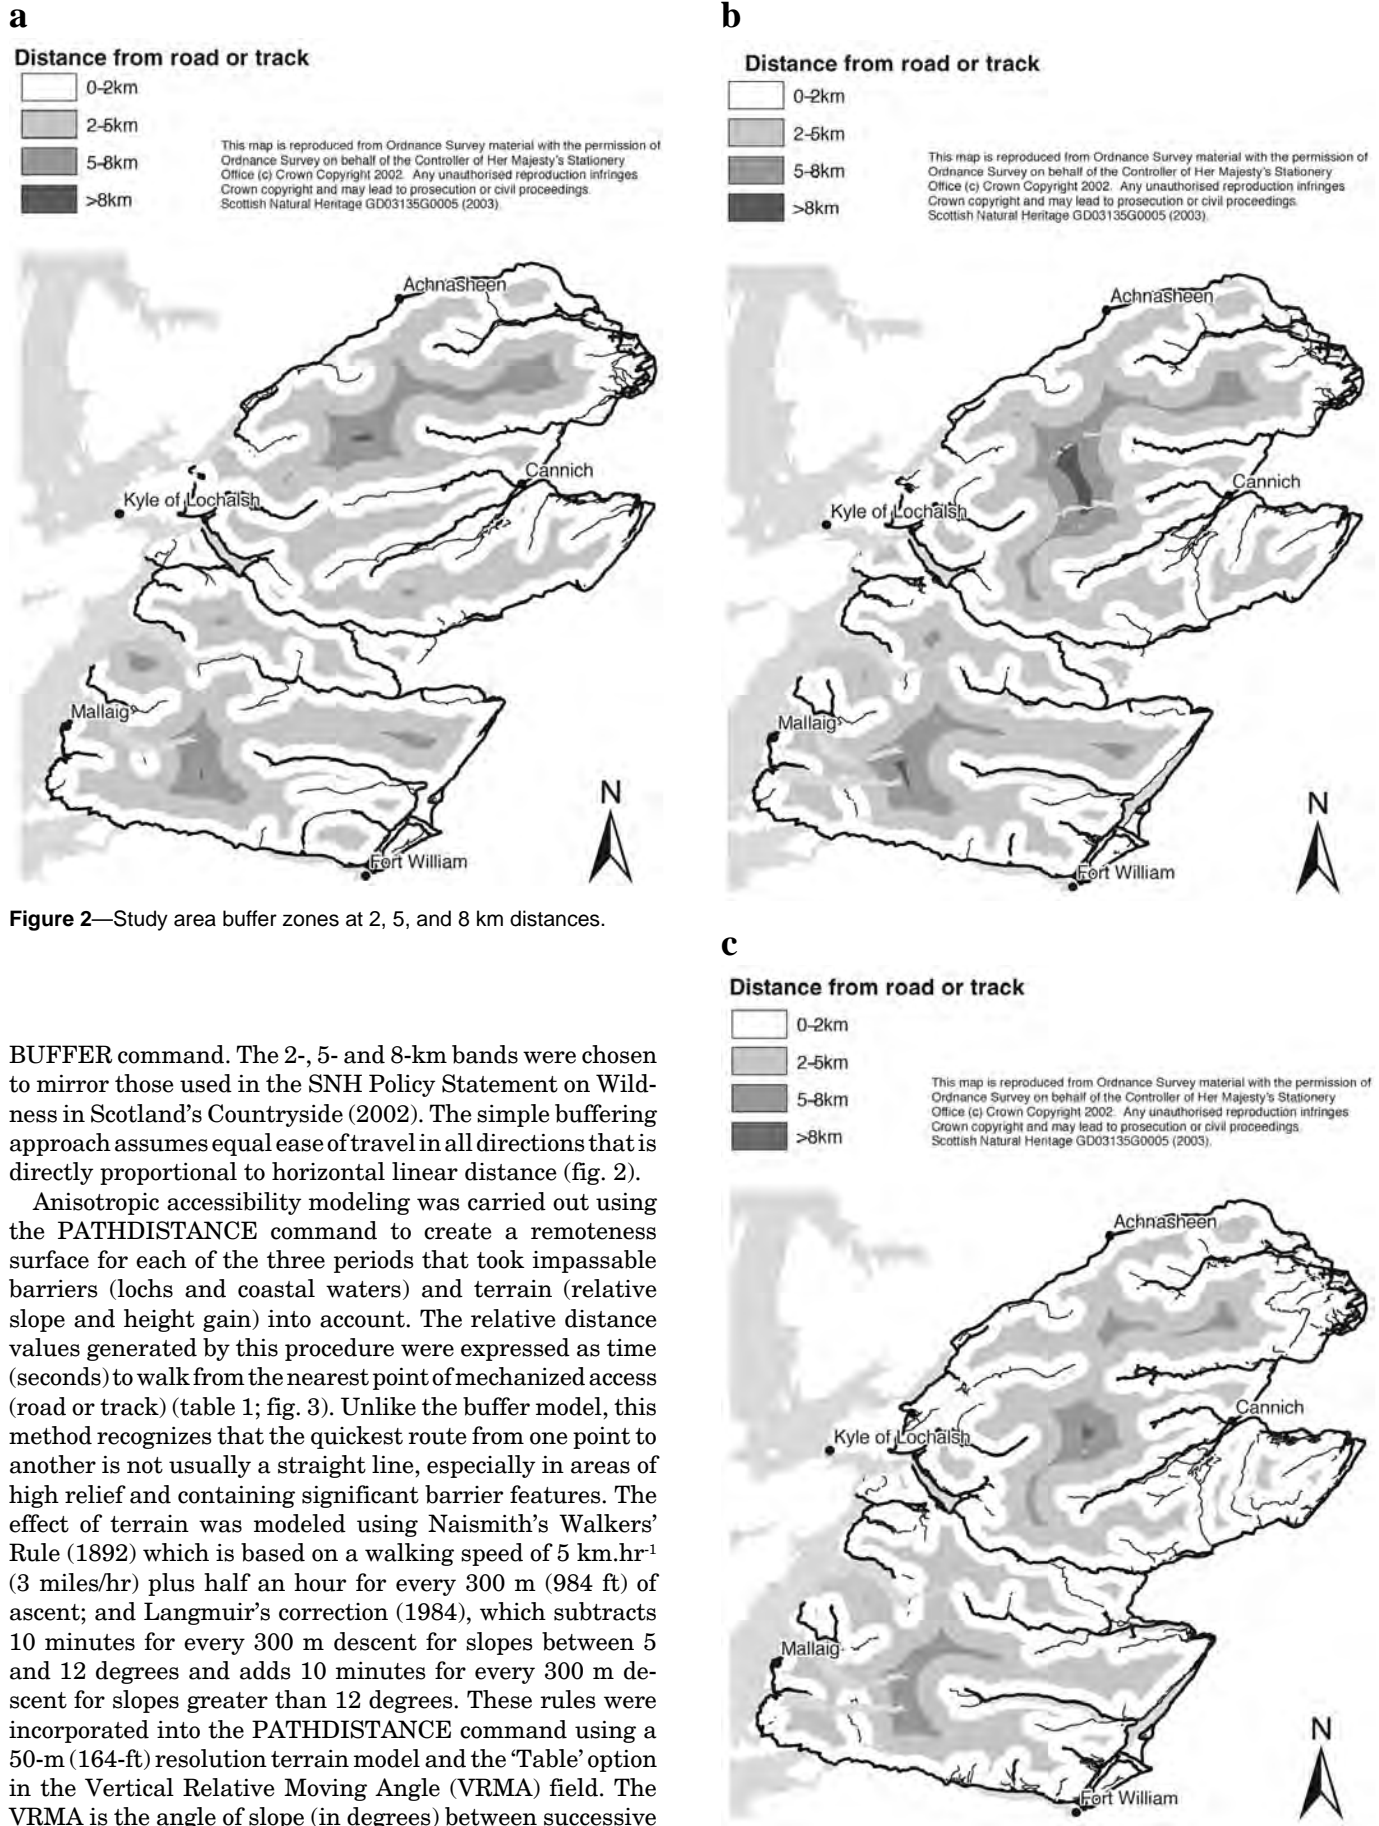 a
Distance from road or track
0-2km
2-5km
5-8km
>8km
This map is reproduced from Ordnance Survey material with the permission of
Ordnance Survey on behalf of the Controller of Her Majesty's Stationery
Office (c) Crown Copyright 2002. Any unauthorised reproduction infringes
Crown copyright and may lead to prosecution or civil proceedings.
Scottish Natural Heritage GD03135G0005 (2003)
Achnasheen
Cannich
Kyle of Lochalsh
Mallaig
N
Fort William
Figure 2—Study area buffer zones at 2, 5, and 8 km distances.
BUFFER command. The 2-, 5- and 8-km bands were chosen
to mirror those used in the SNH Policy Statement on Wild-
ness in Scotland's Countryside (2002). The simple buffering
approach assumes equal ease of travel in all directions that is
directly proportional to horizontal linear distance (fig. 2).
Anisotropic accessibility modeling was carried out using
the PATHDISTANCE command to create a remoteness
surface for each of the three periods that took impassable
barriers (lochs and coastal waters) and terrain (relative
slope and height gain) into account. The relative distance
values generated by this procedure were expressed as time
(seconds) to walk from the nearest point of mechanized access
(road or track) (table 1; fig. 3). Unlike the buffer model, this
method recognizes that the quickest route from one point to
another is not usually a straight line, especially in areas of
high relief and containing significant barrier features. The
effect of terrain was modeled using Naismith's Walkers'
Rule (1892) which is based on a walking speed of 5 km.hr-1
(3 miles/hr) plus half an hour for every 300 m (984 ft) of
ascent; and Langmuir's correction (1984), which subtracts
10 minutes for every 300 m descent for slopes between 5
and 12 degrees and adds 10 minutes for every 300 m de-
scent for slopes greater than 12 degrees. These rules were
incorporated into the PATHDISTANCE command using a
50-m (164-ft) resolution terrain model and the 'Table' option
in the Vertical Relative Moving Angle (VRMA) field. The
VRMA is the angle of slope (in degrees) between successive
b
Distance from road or track
0-2km
2-5km
5-8km
>8km
This map is reproduced from Ordnance Survey material with the permission of
Ordnance Survey on behalf of the Controller of Her Majesty's Stationery
Office (c) Crown Copyright 2002. Any unauthorised reproduction infringes
Crown copyright and may lead to prosecution or civil proceedings.
Scottish Natural Heritage GD03135G0005 (2003)
Achnasheen
Cannich
Kyle of Lochalsh
Mallaig
N
Fort William
c
Distance from road or track
0-2km
2-5km
5-8km
>8km
This map is reproduced from Ordnance Survey material with the permission of
Ordnance Survey on behalf of the Controller of Her Majesty's Stationery
Office (c) Crown Copyright 2002. Any unauthorised reproduction infringes
Crown copyright and may lead to prosecution or civil proceedings
Scottish Natural Heritage GD03135G0005 (2003).
Achnasheen
Cannich
Kyle of Lochalsh
Mallaig
N
Fort William